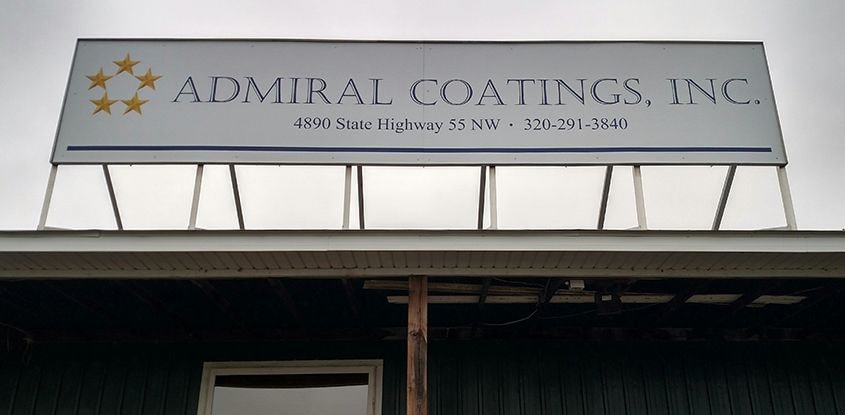 ADMIRAL COATINGS, INC.
4890 State Highway 55 NW · 320-291-3840